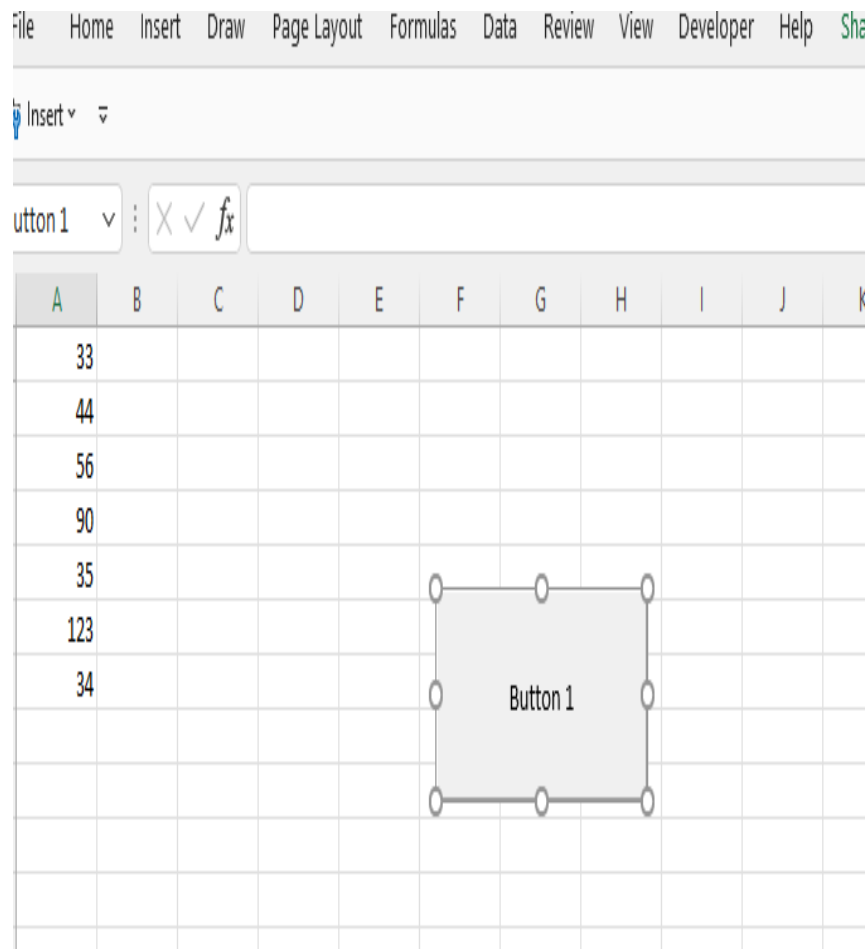 File Home Insert Draw Page Layout Formulas Data Review View Developer Help Sha
Insert
utton 1 fx
A B C D E F G H I J K
33
44
56
90
35
123
34
Button 1